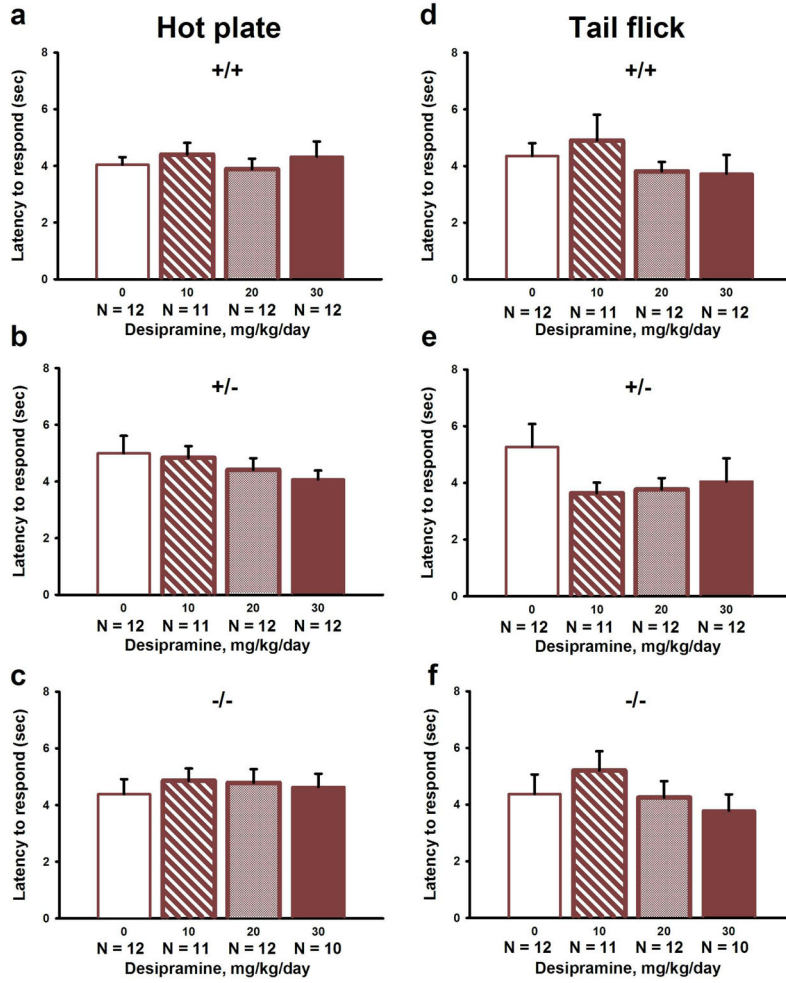 a
Hot plate
+/+
Latency to respond (sec)
8
6
4
2
0
0 10 20 30
N = 12 N = 11 N = 12 N = 12
Desipramine, mg/kg/day
d
Tail flick
+/+
Latency to respond (sec)
8
6
4
2
0
0 10 20 30
N = 12 N = 11 N = 12 N = 12
Desipramine, mg/kg/day
b
+/-
Latency to respond (sec)
8
6
4
2
0
0 10 20 30
N = 12 N = 11 N = 12 N = 12
Desipramine, mg/kg/day
e
+/-
Latency to respond (sec)
8
6
4
2
0
0 10 20 30
N = 12 N = 11 N = 12 N = 12
Desipramine, mg/kg/day
c
-/-
Latency to respond (sec)
8
6
4
2
0
0 10 20 30
N = 12 N = 11 N = 12 N = 10
Desipramine, mg/kg/day
f
-/-
Latency to respond (sec)
8
6
4
2
0
0 10 20 30
N = 12 N = 11 N = 12 N = 10
Desipramine, mg/kg/day